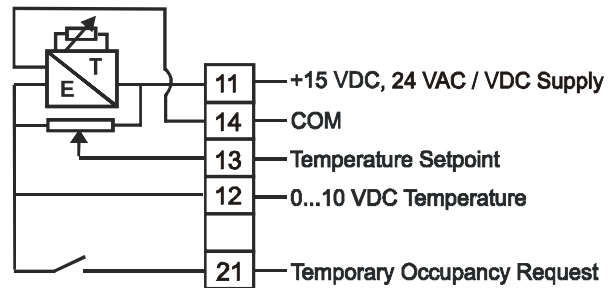 T
E
11 +15 VDC, 24 VAC / VDC Supply
14 COM
13 Temperature Setpoint
12 0...10 VDC Temperature
21 Temporary Occupancy Request